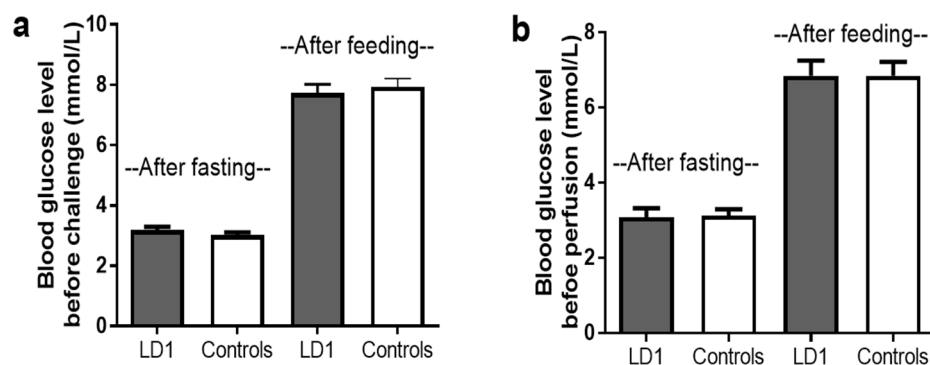 a
Blood glucose level
before challenge (mmol/L)
10
8
6
4
2
0
--After feeding--
--After fasting--
LD1
Controls
LD1
Controls
b
Blood glucose level
befoe perfusion (mmol/L)
8
6
4
2
0
--After feeding--
--After fasting--
LD1
Controls
LD1
Controls